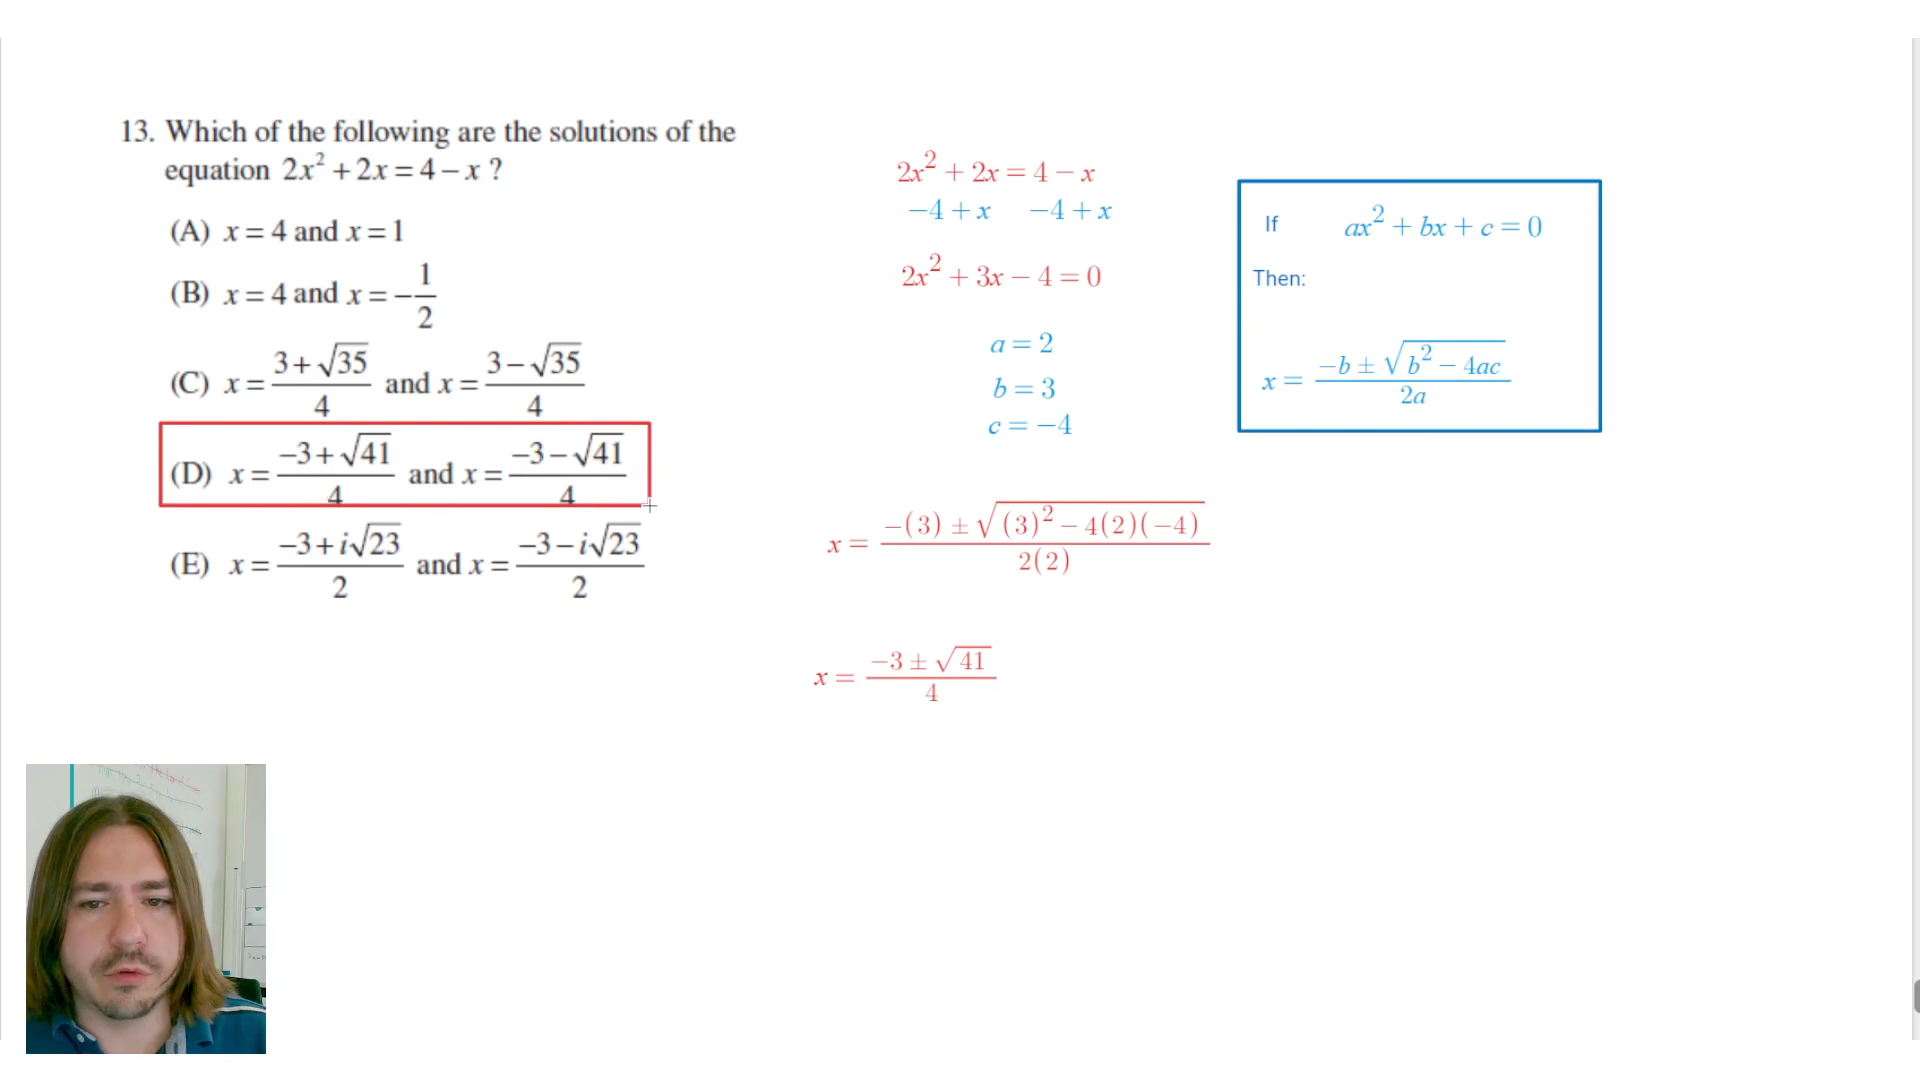 13. Which of the following are the solutions of the
equation 2x² + 2x = 4 – x ?
(A) x = 4 and x = 1
(B) x = 4 and x = –1/2
(C) x = (3 + √35)/4 and x = (3 – √35)/4
(D) x = (–3 + √41)/4 and x = (–3 – √41)/4
(E) x = (–3 + i√23)/2 and x = (–3 – i√23)/2
2x² + 2x = 4 − x
−4 + x −4 + x
2x² + 3x − 4 = 0
a = 2
b = 3
c = −4
x = (−(3) ± √((3)² − 4(2)(−4)))/(2(2))
x = (−3 ± √41)/4
If ax² + bx + c = 0
Then:
x = (−b ± √(b² − 4ac))/(2a)